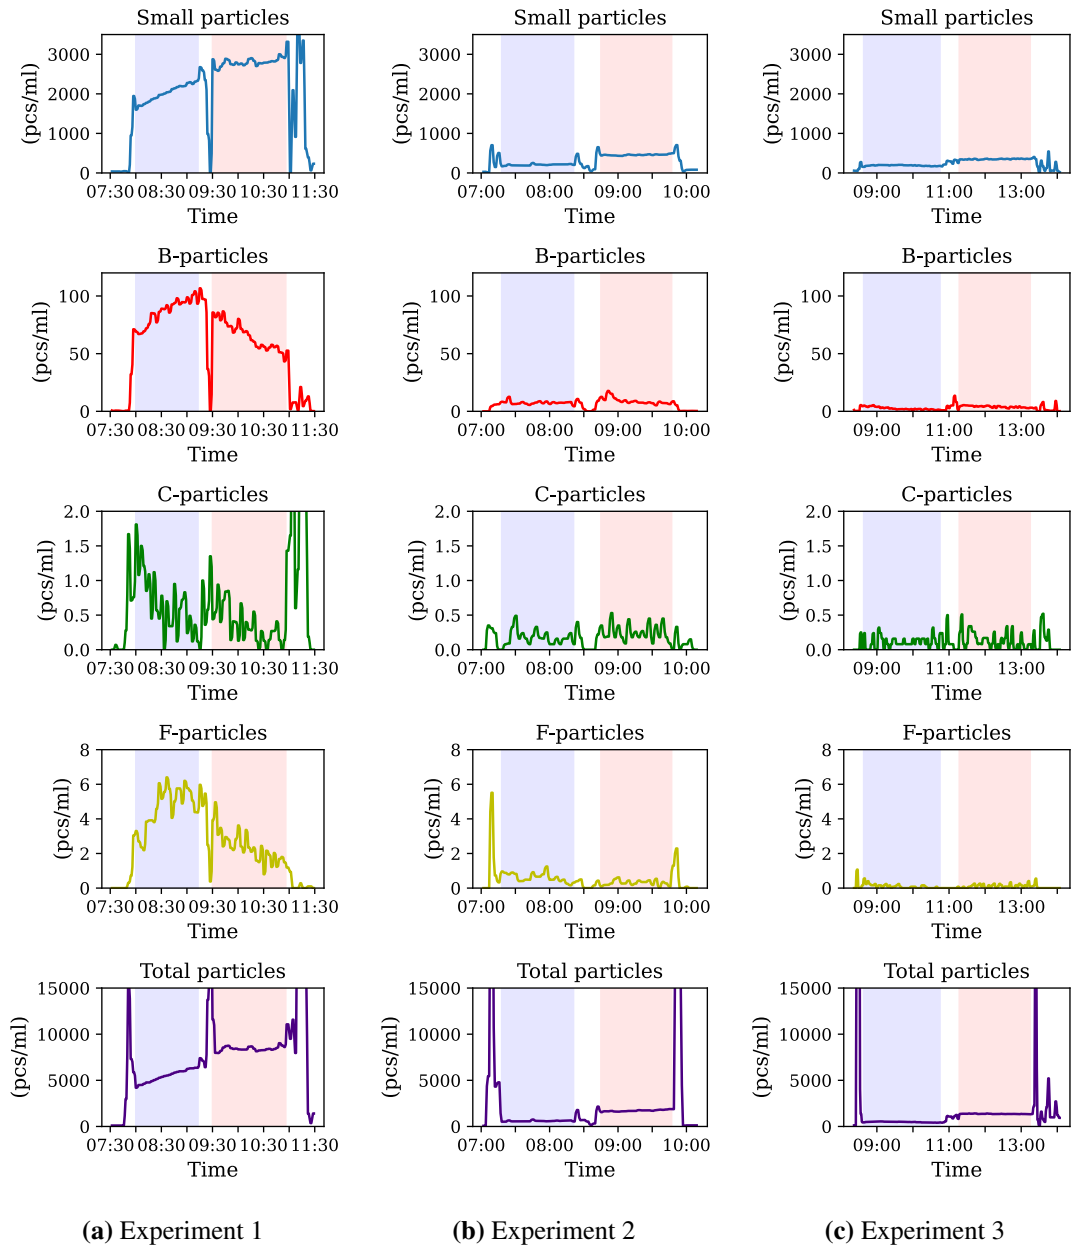 Small particles Small particles Small particles
(pcs/ml) 3000 2000 1000 0 (pcs/ml) 3000 2000 1000 0 (pcs/ml) 3000 2000 1000 0
07:30 08:30 09:30 10:30 11:30 07:00 08:00 09:00 10:00 09:00 11:00 13:00
Time Time Time
B-particles B-particles B-particles
(pcs/ml) 100 50 0 (pcs/ml) 100 50 0 (pcs/ml) 100 50 0
07:30 08:30 09:30 10:30 11:30 07:00 08:00 09:00 10:00 09:00 11:00 13:00
Time Time Time
C-particles C-particles C-particles
(pcs/ml) 2.0 1.5 1.0 0.5 0.0 (pcs/ml) 2.0 1.5 1.0 0.5 0.0 (pcs/ml) 2.0 1.5 1.0 0.5 0.0
07:30 08:30 09:30 10:30 11:30 07:00 08:00 09:00 10:00 09:00 11:00 13:00
Time Time Time
F-particles F-particles F-particles
(pcs/ml) 8 6 4 2 0 (pcs/ml) 8 6 4 2 0 (pcs/ml) 8 6 4 2 0
07:30 08:30 09:30 10:30 11:30 07:00 08:00 09:00 10:00 09:00 11:00 13:00
Time Time Time
Total particles Total particles Total particles
(pcs/ml) 15000 10000 5000 0 (pcs/ml) 15000 10000 5000 0 (pcs/ml) 15000 10000 5000 0
07:30 08:30 09:30 10:30 11:30 07:00 08:00 09:00 10:00 09:00 11:00 13:00
Time Time Time
(a) Experiment 1 (b) Experiment 2 (c) Experiment 3